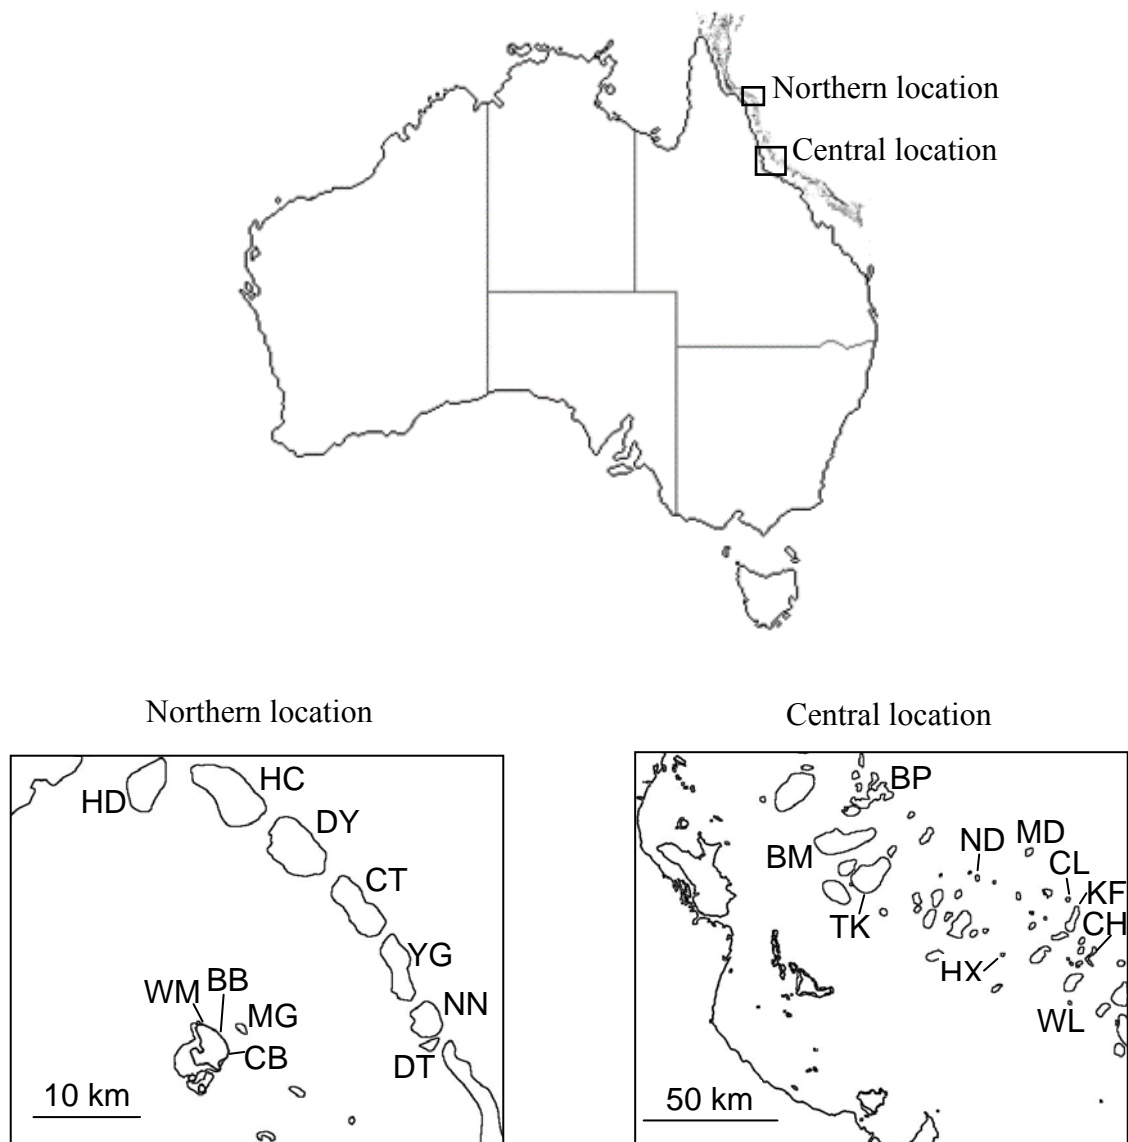 Northern location
Central location
Northern location
Central location
HD
HC
DY
CT
YG
NN
DT
WM
BB
MG
CB
10 km
BP
BM
TK
ND
MD
CL
KF
CH
HX
WL
50 km